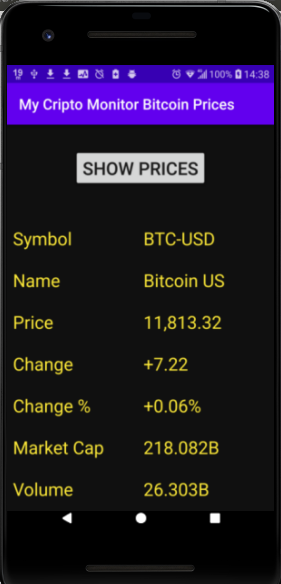 19 100% 14:38
My Cripto Monitor Bitcoin Prices
SHOW PRICES
Symbol BTC-USD
Name Bitcoin US
Price 11,813.32
Change +7.22
Change % +0.06%
Market Cap 218.082B
Volume 26.303B